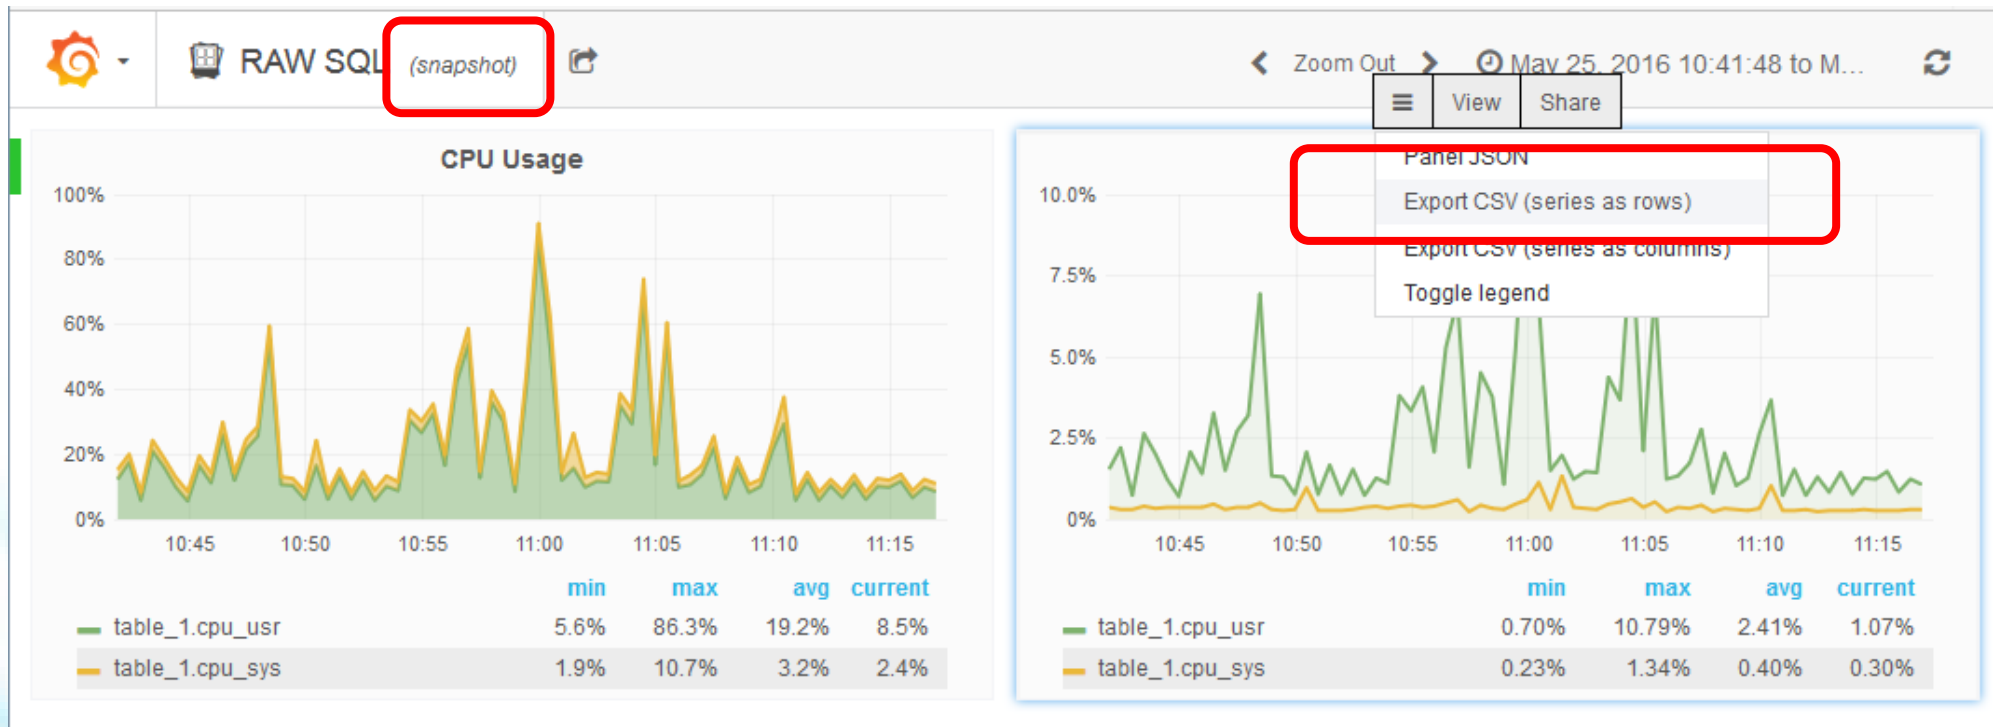 RAW SQL (snapshot)
Zoom Out
May 25, 2016 10:41:48 to M...
View Share
Panel JSON
Export CSV (series as rows)
Export CSV (series as columns)
Toggle legend
CPU Usage
100%
80%
60%
40%
20%
0%
10:45 10:50 10:55 11:00 11:05 11:10 11:15
min max avg current
table_1.cpu_usr 5.6% 86.3% 19.2% 8.5%
table_1.cpu_sys 1.9% 10.7% 3.2% 2.4%
10.0%
7.5%
5.0%
2.5%
0%
10:45 10:50 10:55 11:00 11:05 11:10 11:15
min max avg current
table_1.cpu_usr 0.70% 10.79% 2.41% 1.07%
table_1.cpu_sys 0.23% 1.34% 0.40% 0.30%